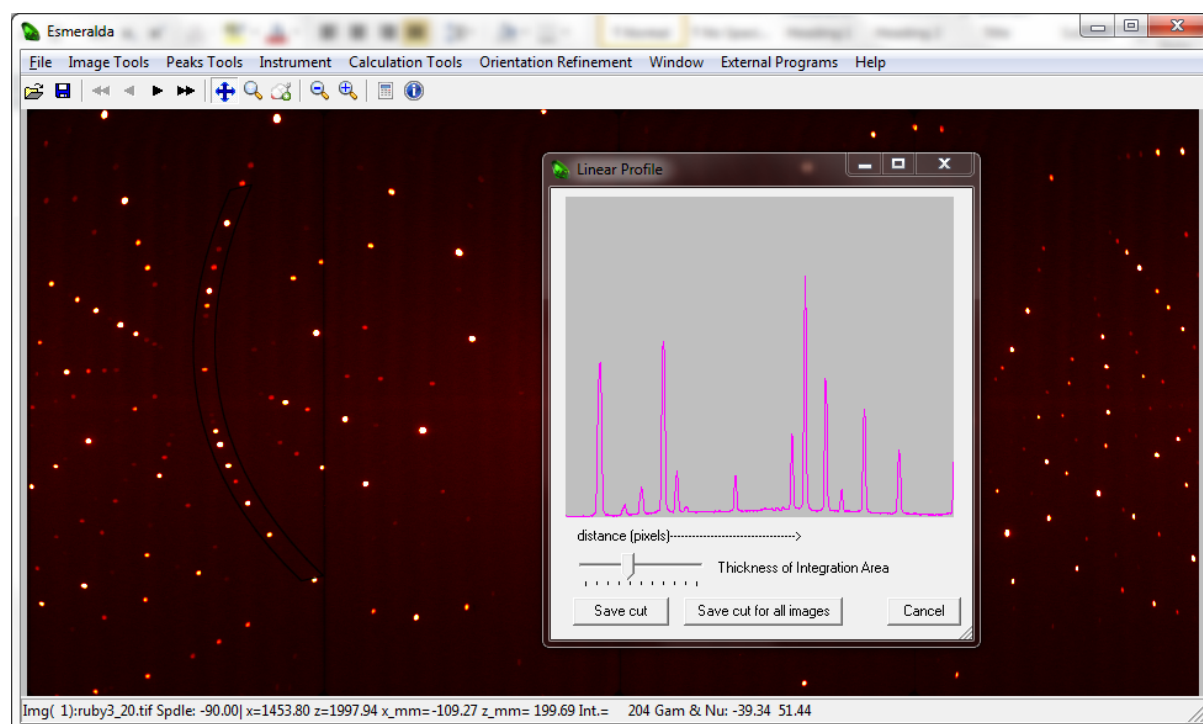 Esmeralda
File Image Tools Peaks Tools Instrument Calculation Tools Orientation Refinement Window External Programs Help
Linear Profile
distance (pixels)------------------------------->
Thickness of Integration Area
Save cut Save cut for all images Cancel
Img( 1):ruby3_20.tif Spdle: -90.00| x=1453.80 z=1997.94 x_mm=-109.27 z_mm= 199.69 Int.= 204 Gam & Nu: -39.34 51.44